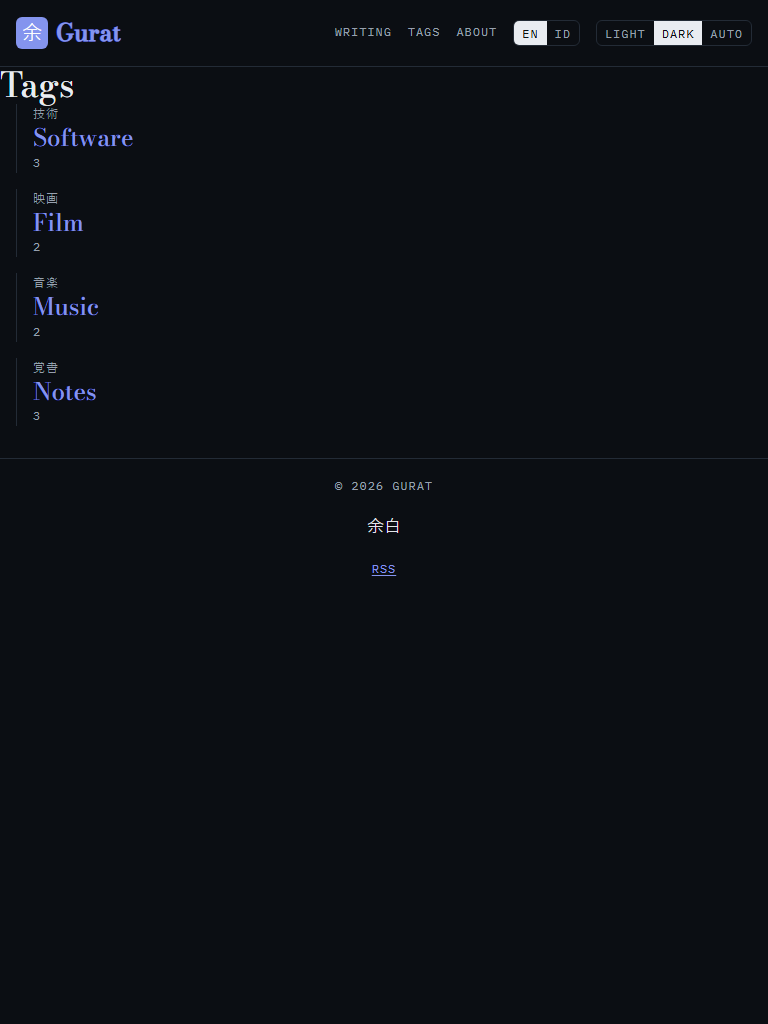 余 Gurat WRITING TAGS ABOUT EN ID LIGHT DARK AUTO
Tags
技術
Software
3
映画
Film
2
音楽
Music
2
覚書
Notes
3
© 2026 GURAT
余白
RSS